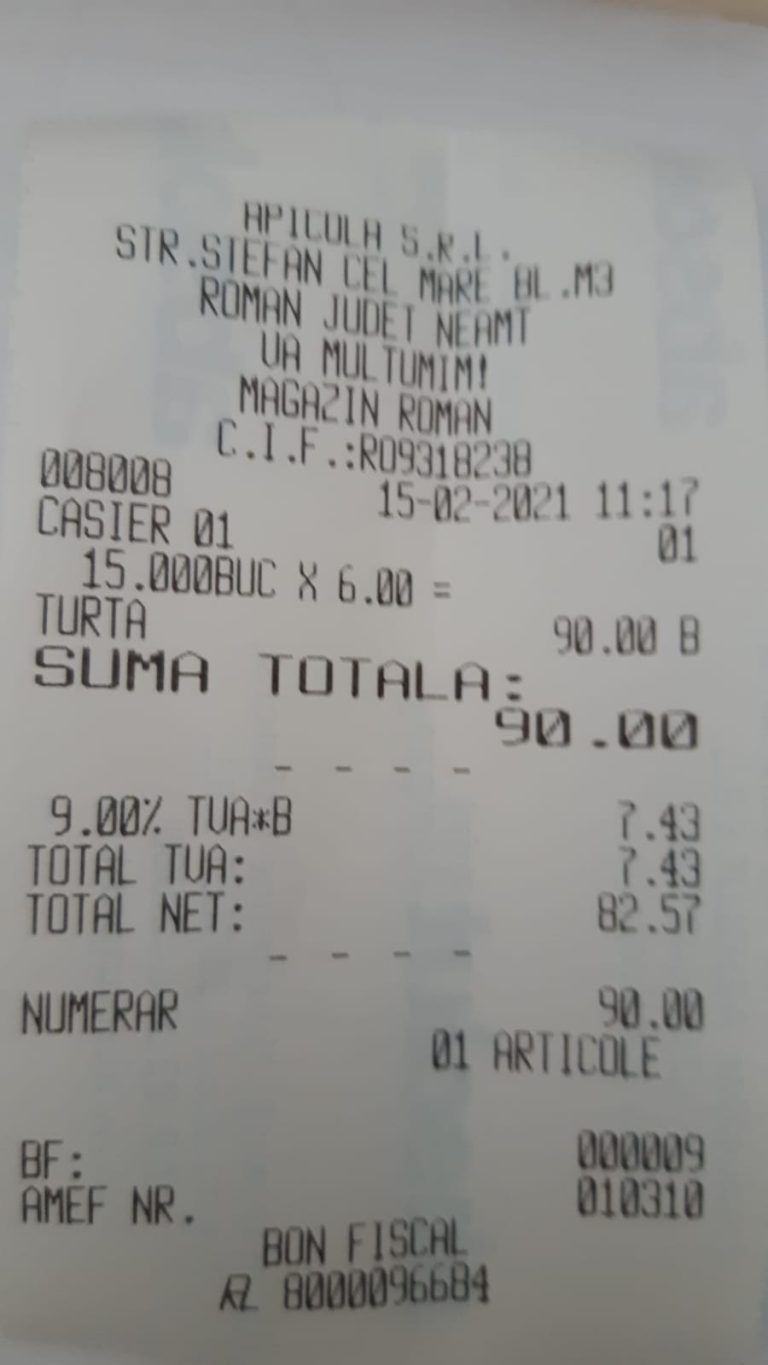 APICULA S.R.L.
STR.STEFAN CEL MARE BL.M3
ROMAN JUDET NEAMT
VA MULTUMIM!
MAGAZIN ROMAN
C.I.F.:RO9318238
008008 15-02-2021 11:17
CASIER 01 01
15.000BUC X 6.00 =
TURTA 90.00 B
SUMA TOTALA:
90.00
- - - -
9.00% TVA*B 7.43
TOTAL TVA: 7.43
TOTAL NET: 82.57
- - - -
NUMERAR 90.00
01 ARTICOLE
BF: 000009
AMEF NR. 010310
BON FISCAL
8000096684